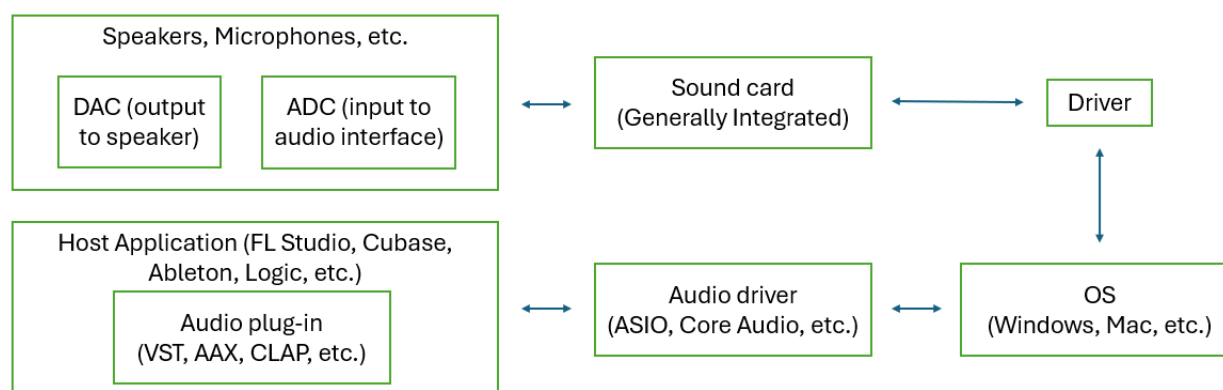 Speakers, Microphones, etc.
DAC (output
to speaker)
ADC (input to
audio interface)
Sound card
(Generally Integrated)
Driver
Host Application (FL Studio, Cubase,
Ableton, Logic, etc.)
Audio plug-in
(VST, AAX, CLAP, etc.)
Audio driver
(ASIO, Core Audio, etc.)
OS
(Windows, Mac, etc.)